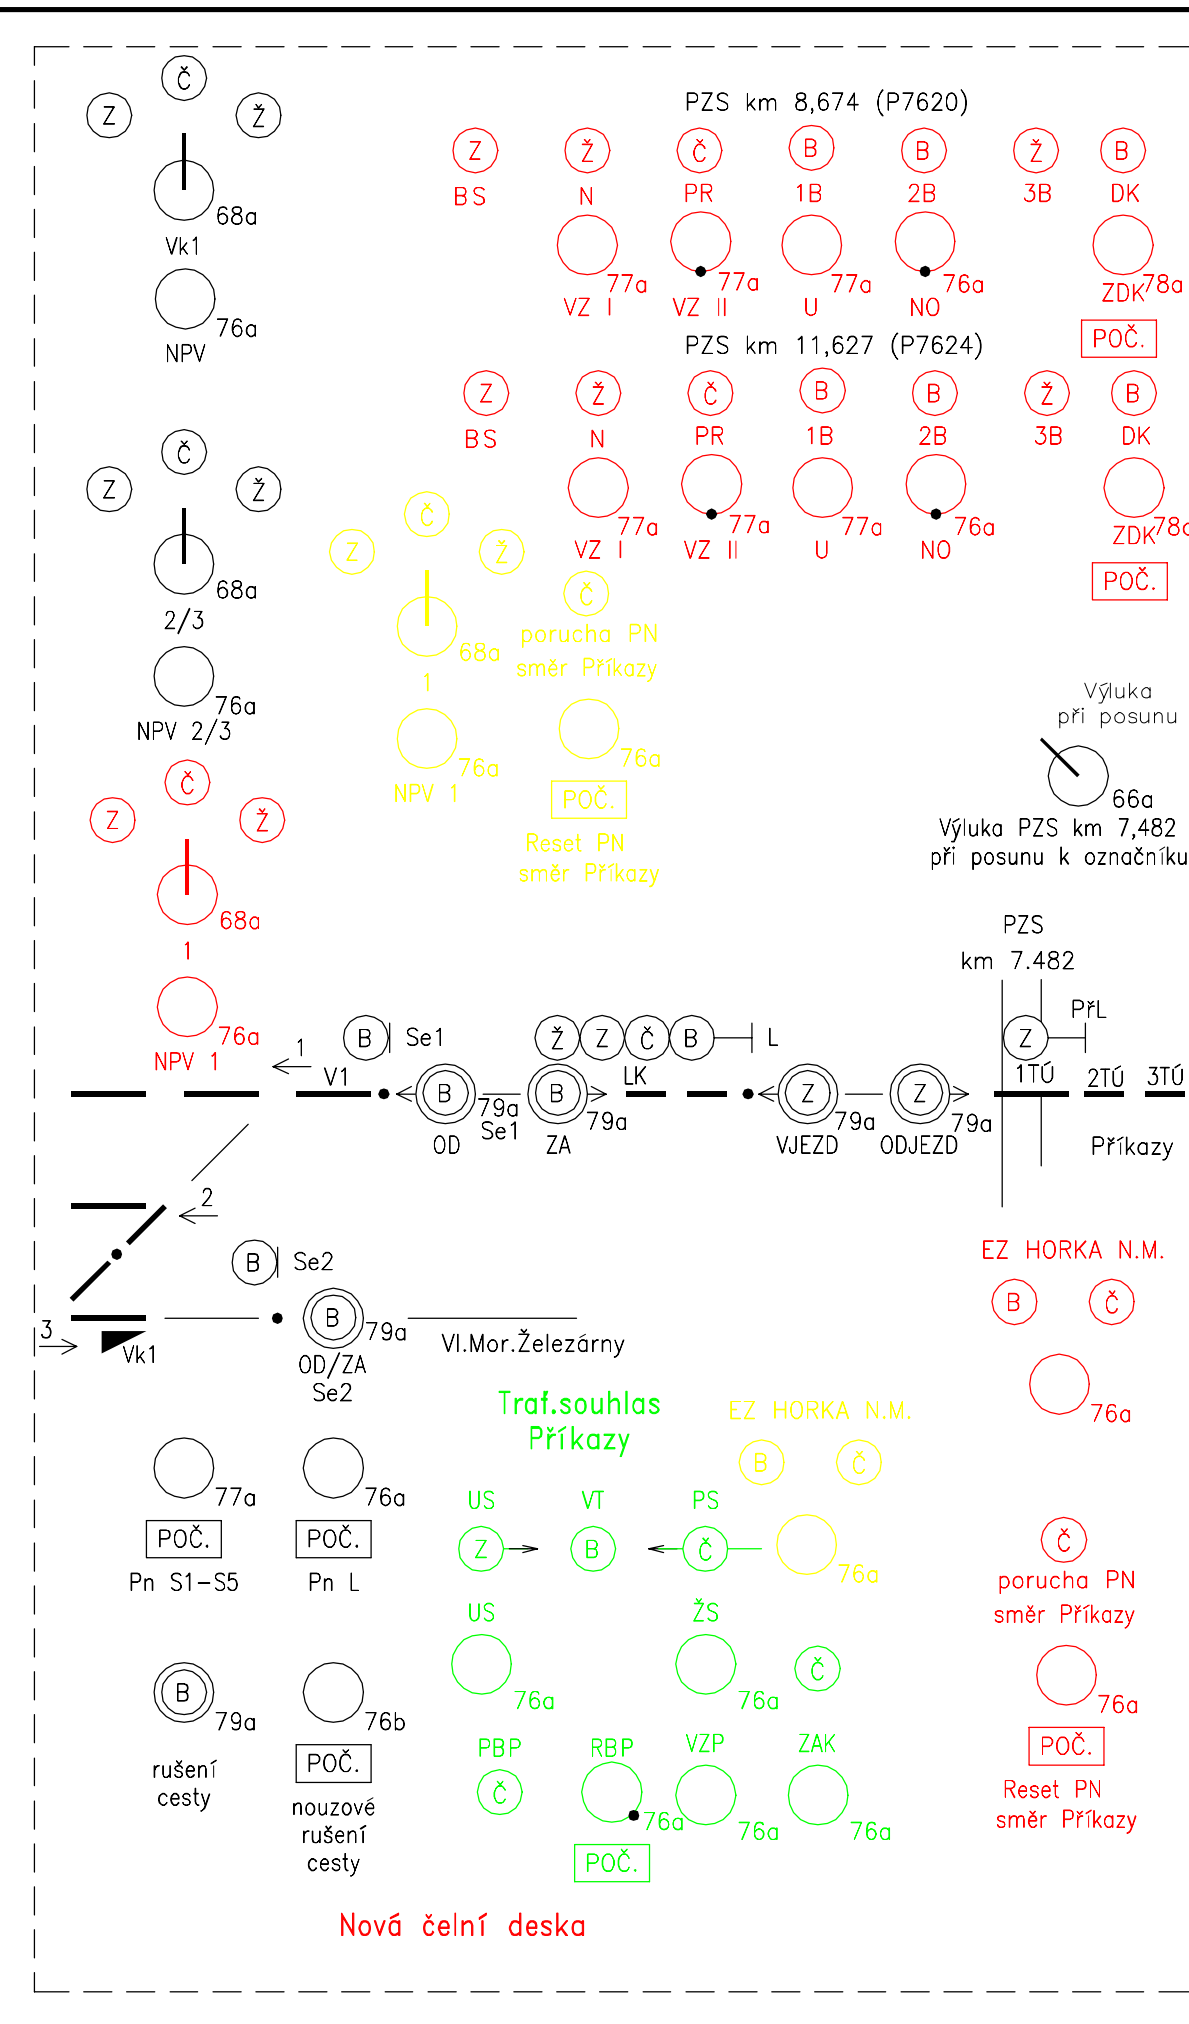 Č
Z Ž
68a
Vk1
76a
NPV
PZS km 8,674 (P7620)
Z Ž Č B B Ž B
BS N PR 1B 2B 3B DK
77a 77a 77a 76a 78a
VZ I VZ II U NO ZDK
POČ.
PZS km 11,627 (P7624)
Z Ž Č B B Ž B
BS N PR 1B 2B 3B DK
77a 77a 77a 76a 78a
VZ I VZ II U NO ZDK
POČ.
Č
Z Ž
68a
2/3
76a
NPV 2/3
Č
Z Ž
68a
1
76a
NPV 1
Č
porucha PN
směr Příkazy
76a
POČ.
Reset PN
směr Příkazy
Výluka
při posunu
66a
Výluka PZS km 7,482
při posunu k označníku
Č
Z Ž
68a
1
76a
NPV 1
PZS
km 7.482
1 B Se1 Ž Z Č B L Z PřL
V1 LK 1TÚ 2TÚ 3TÚ
B 79a B 79a Z 79a Z 79a
Se1
OD ZA VJEZD ODJEZD Příkazy
2
B Se2
3 Vk1 B 79a Vl.Mor.Železárny
OD/ZA
Se2
EZ HORKA N.M.
B Č
76a
Trať.souhlas
Příkazy
EZ HORKA N.M.
B Č
76a
77a 76a
POČ. POČ.
Pn S1-S5 Pn L
US VT PS
Z B Č
US ŽS
76a 76a Č
PBP RBP VZP ZAK
Č 76a 76a 76a
POČ.
Č
porucha PN
směr Příkazy
76a
POČ.
Reset PN
směr Příkazy
B 79a 76b
rušení
cesty
POČ.
nouzové
rušení
cesty
Nová čelní deska